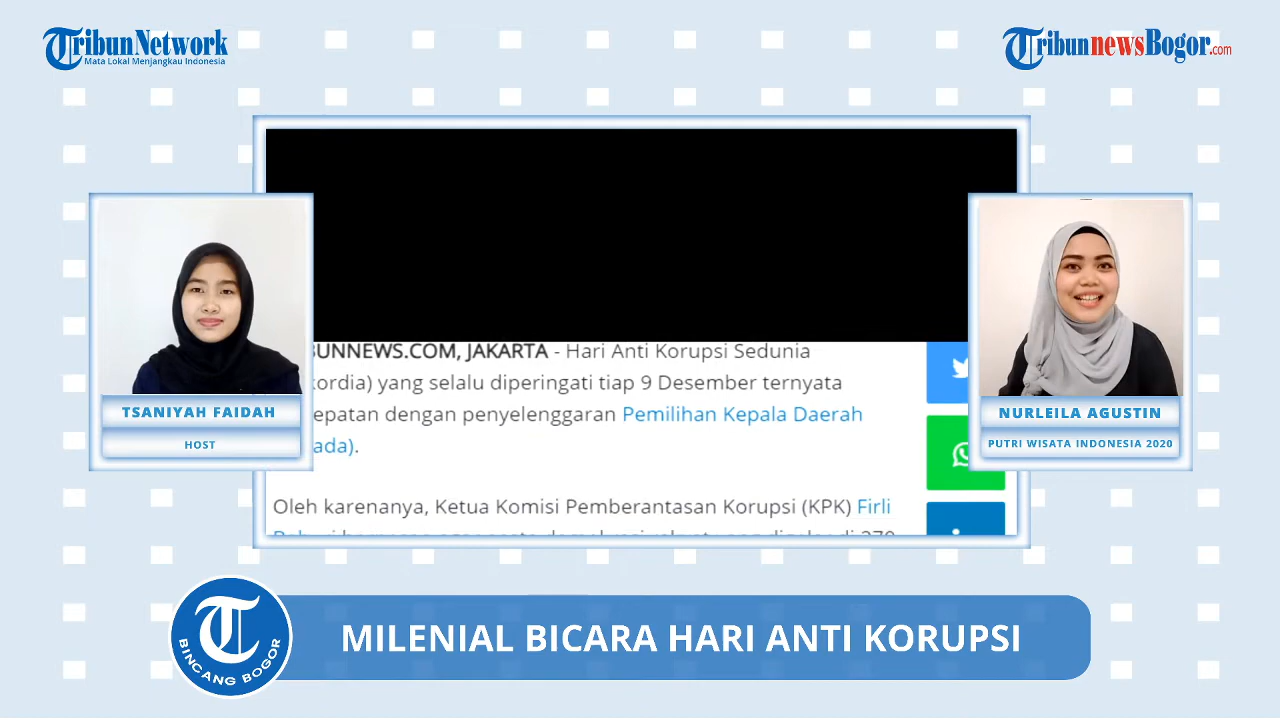 TribunNetwork
Mata Lokal Menjangkau Indonesia
TribunnewsBogor.com
BUNNEWS.COM, JAKARTA - Hari Anti Korupsi Sedunia
kordia) yang selalu diperingati tiap 9 Desember ternyata
epatan dengan penyelenggaran Pemilihan Kepala Daerah
ada).
Oleh karenanya, Ketua Komisi Pemberantasan Korupsi (KPK) Firli
TSANIYAH FAIDAH
HOST
NURLEILA AGUSTIN
PUTRI WISATA INDONESIA 2020
T
BINCANG BOGOR
MILENIAL BICARA HARI ANTI KORUPSI